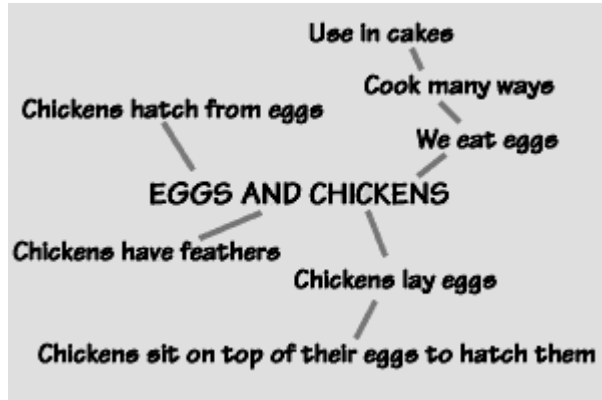 Use in cakes
Cook many ways
Chickens hatch from eggs
We eat eggs
EGGS AND CHICKENS
Chickens have feathers
Chickens lay eggs
Chickens sit on top of their eggs to hatch them